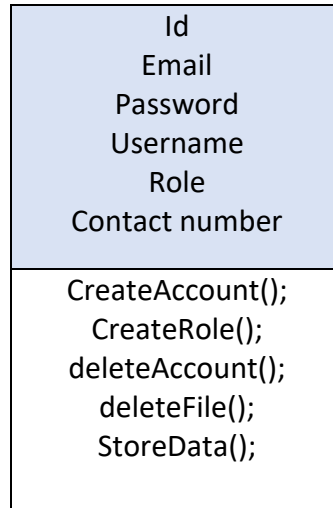 Id
Email
Password
Username
Role
Contact number
CreateAccount();
CreateRole();
deleteAccount();
deleteFile();
StoreData();